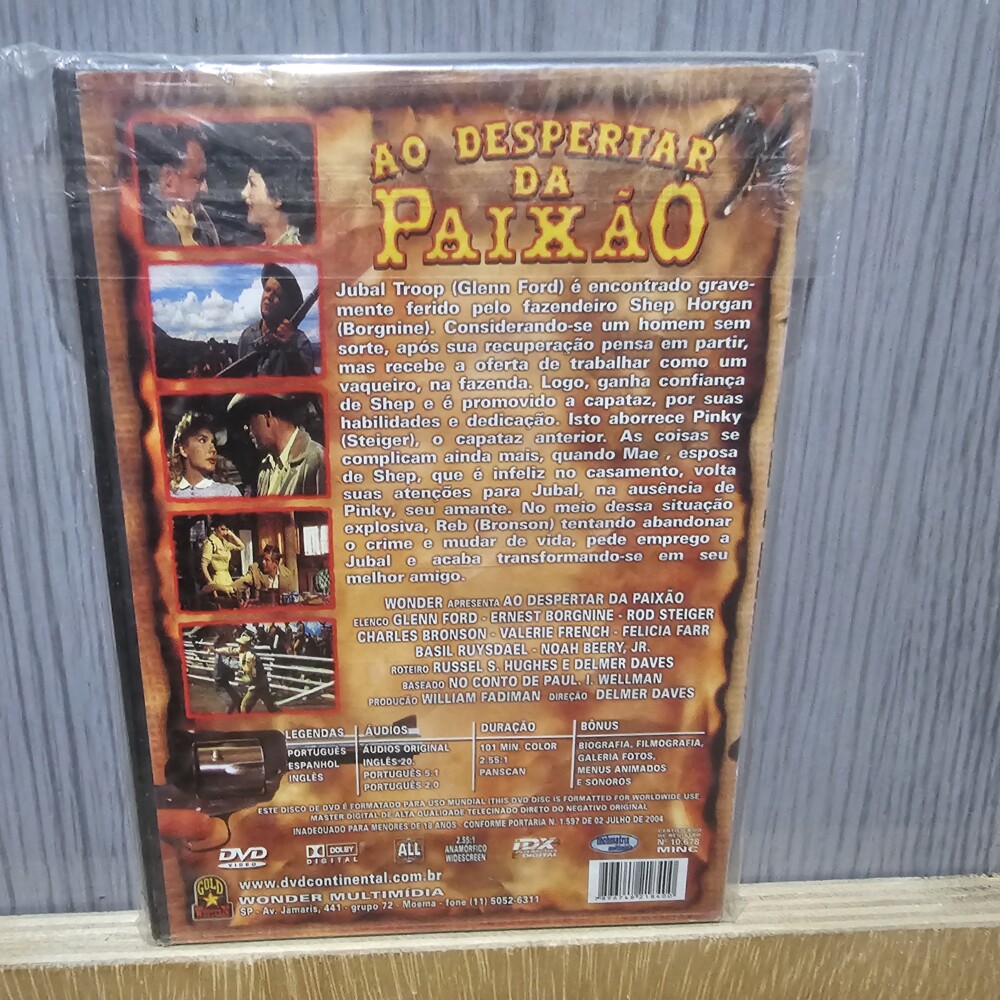 AO DESPERTAR
DA
PAIXÃO
Jubal Troop (Glenn Ford) é encontrado grave-
mente ferido pelo fazendeiro Shep Horgan
(Borgnine). Considerando-se um homem sem
sorte, após sua recuperação pensa em partir,
mas recebe a oferta de trabalhar como um
vaqueiro, na fazenda. Logo, ganha confiança
de Shep e é promovido a capataz, por suas
habilidades e dedicação. Isto aborrece Pinky
(Steiger), o capataz anterior. As coisas se
complicam ainda mais, quando Mae , esposa
de Shep, que é infeliz no casamento, volta
suas atenções para Jubal, na ausência de
Pinky, seu amante. No meio dessa situação
explosiva, Reb (Bronson) tentando abandonar
o crime e mudar de vida, pede emprego a
Jubal e acaba transformando-se em seu
melhor amigo.
WONDER APRESENTA AO DESPERTAR DA PAIXÃO
ELENCO GLENN FORD - ERNEST BORGNINE - ROD STEIGER
CHARLES BRONSON - VALERIE FRENCH - FELICIA FARR
BASIL RUYSDAEL - NOAH BEERY, JR.
ROTEIRO RUSSEL S. HUGHES E DELMER DAVES
BASEADO NO CONTO DE PAUL. I. WELLMAN
PRODUÇÃO WILLIAM FADIMAN DIREÇÃO DELMER DAVES
LEGENDAS
PORTUGUÊS
ESPANHOL
INGLÊS
ÁUDIOS
ÁUDIOS ORIGINAL
INGLÊS-20.
PORTUGUÊS 5.1
PORTUGUÊS 2.0
DURAÇÃO
101 MIN. COLOR
2.55:1
PANSCAN
BÔNUS
BIOGRAFIA, FILMOGRAFIA,
GALERIA FOTOS,
MENUS ANIMADOS
E SONOROS
ESTE DISCO DE DVD É FORMATADO PARA USO MUNDIAL (THIS DVD DISC IS FORMATTED FOR WORLDWIDE USE
MASTER DIGITAL DE ALTA QUALIDADE TELECINADO DIRETO DO NEGATIVO ORIGINAL
INADEQUADO PARA MENORES DE 18 ANOS - CONFORME PORTARIA N. 1.597 DE 02 JULHO DE 2004
DVD
VIDEO
DOLBY
DIGITAL
ALL
2.55:1
ANAMÓRFICO
WIDESCREEN
IDX
DIGITAL
CERTIFICADO
DE REGISTRO
Nº 10.678
MINC
GOLD
www.dvdcontinental.com.br
WONDER MULTIMÍDIA
SP - Av. Jamaris, 441 - grupo 72 - Moema - fone (11) 5052-6311